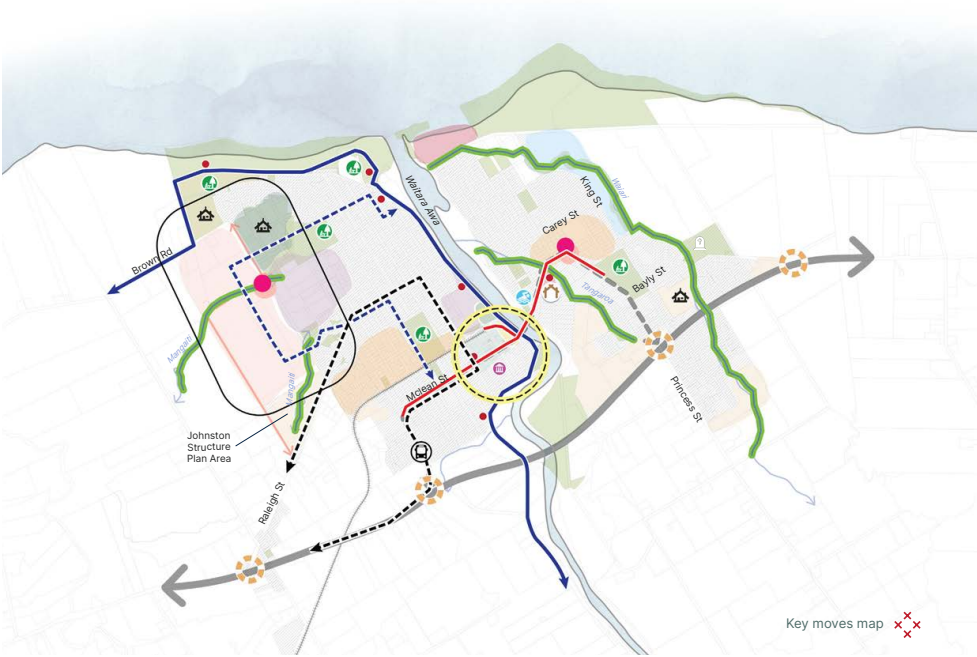 Waitara Awa
King St
Waiari
Carey St
Brown Rd
Bayly St
Tangaroa
Mangati
Mangaiti
Mclean St
Princess St
Johnston
Structure
Plan Area
Raleigh St
Key moves map